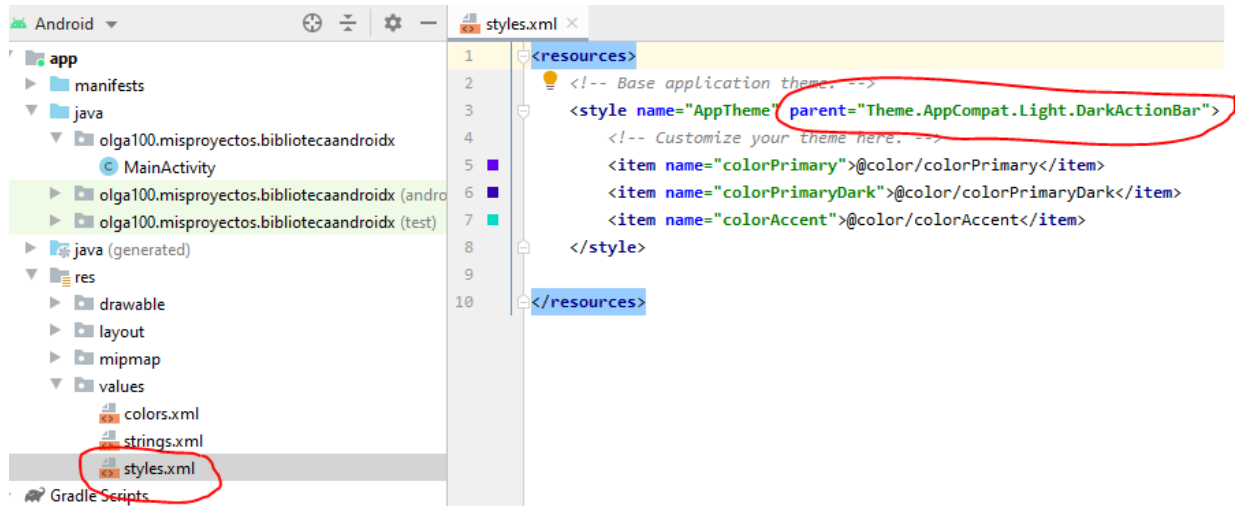 Android
app
manifests
java
olga100.misproyectos.bibliotecaandroidx
MainActivity
olga100.misproyectos.bibliotecaandroidx (andro
olga100.misproyectos.bibliotecaandroidx (test)
java (generated)
res
drawable
layout
mipmap
values
colors.xml
strings.xml
styles.xml
Gradle Scripts
styles.xml
1 <resources>
2 <!-- Base application theme. -->
3 <style name="AppTheme" parent="Theme.AppCompat.Light.DarkActionBar">
4 <!-- Customize your theme here. -->
5 <item name="colorPrimary">@color/colorPrimary</item>
6 <item name="colorPrimaryDark">@color/colorPrimaryDark</item>
7 <item name="colorAccent">@color/colorAccent</item>
8 </style>
9
10 </resources>